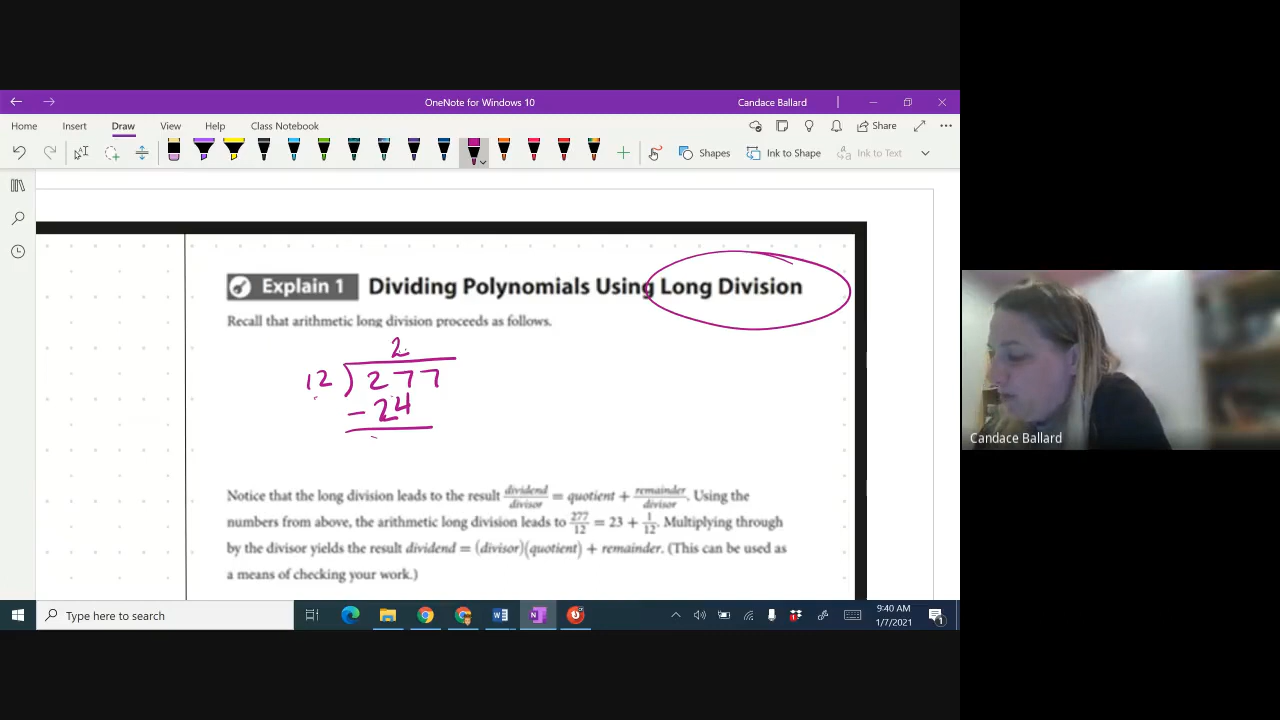 OneNote for Windows 10
Candace Ballard
Home Insert Draw View Help Class Notebook
Share
Shapes Ink to Shape Ink to Text
Explain 1 Dividing Polynomials Using Long Division
Recall that arithmetic long division proceeds as follows.
2
12 ) 277
- 24
Notice that the long division leads to the result dividend/divisor = quotient + remainder/divisor. Using the
numbers from above, the arithmetic long division leads to 277/12 = 23 + 1/12. Multiplying through
by the divisor yields the result dividend = (divisor)(quotient) + remainder. (This can be used as
a means of checking your work.)
Candace Ballard
Type here to search
9:40 AM
1/7/2021
1